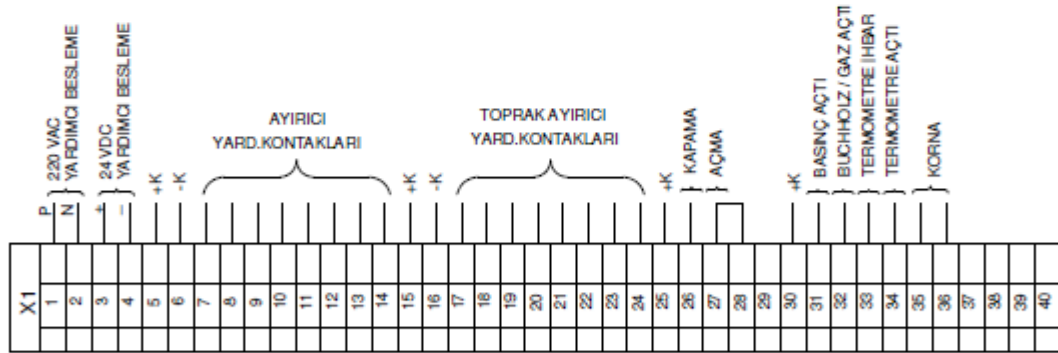 P 220 VAC
N YARDIMCI BESLEME
+ 24 VDC
– YARDIMCI BESLEME
+K
-K
AYIRICI
YARD.KONTAKLARI
+K
-K
TOPRAK AYIRICI
YARD.KONTAKLARI
+K
KAPAMA
AÇMA
+K
BASINÇ AÇTI
BUCHHOLZ / GAZ AÇTI
TERMOMETRE İHBAR
TERMOMETRE AÇTI
KORNA
X1 1 2 3 4 5 6 7 8 9 10 11 12 13 14 15 16 17 18 19 20 21 22 23 24 25 26 27 28 29 30 31 32 33 34 35 36 37 38 39 40